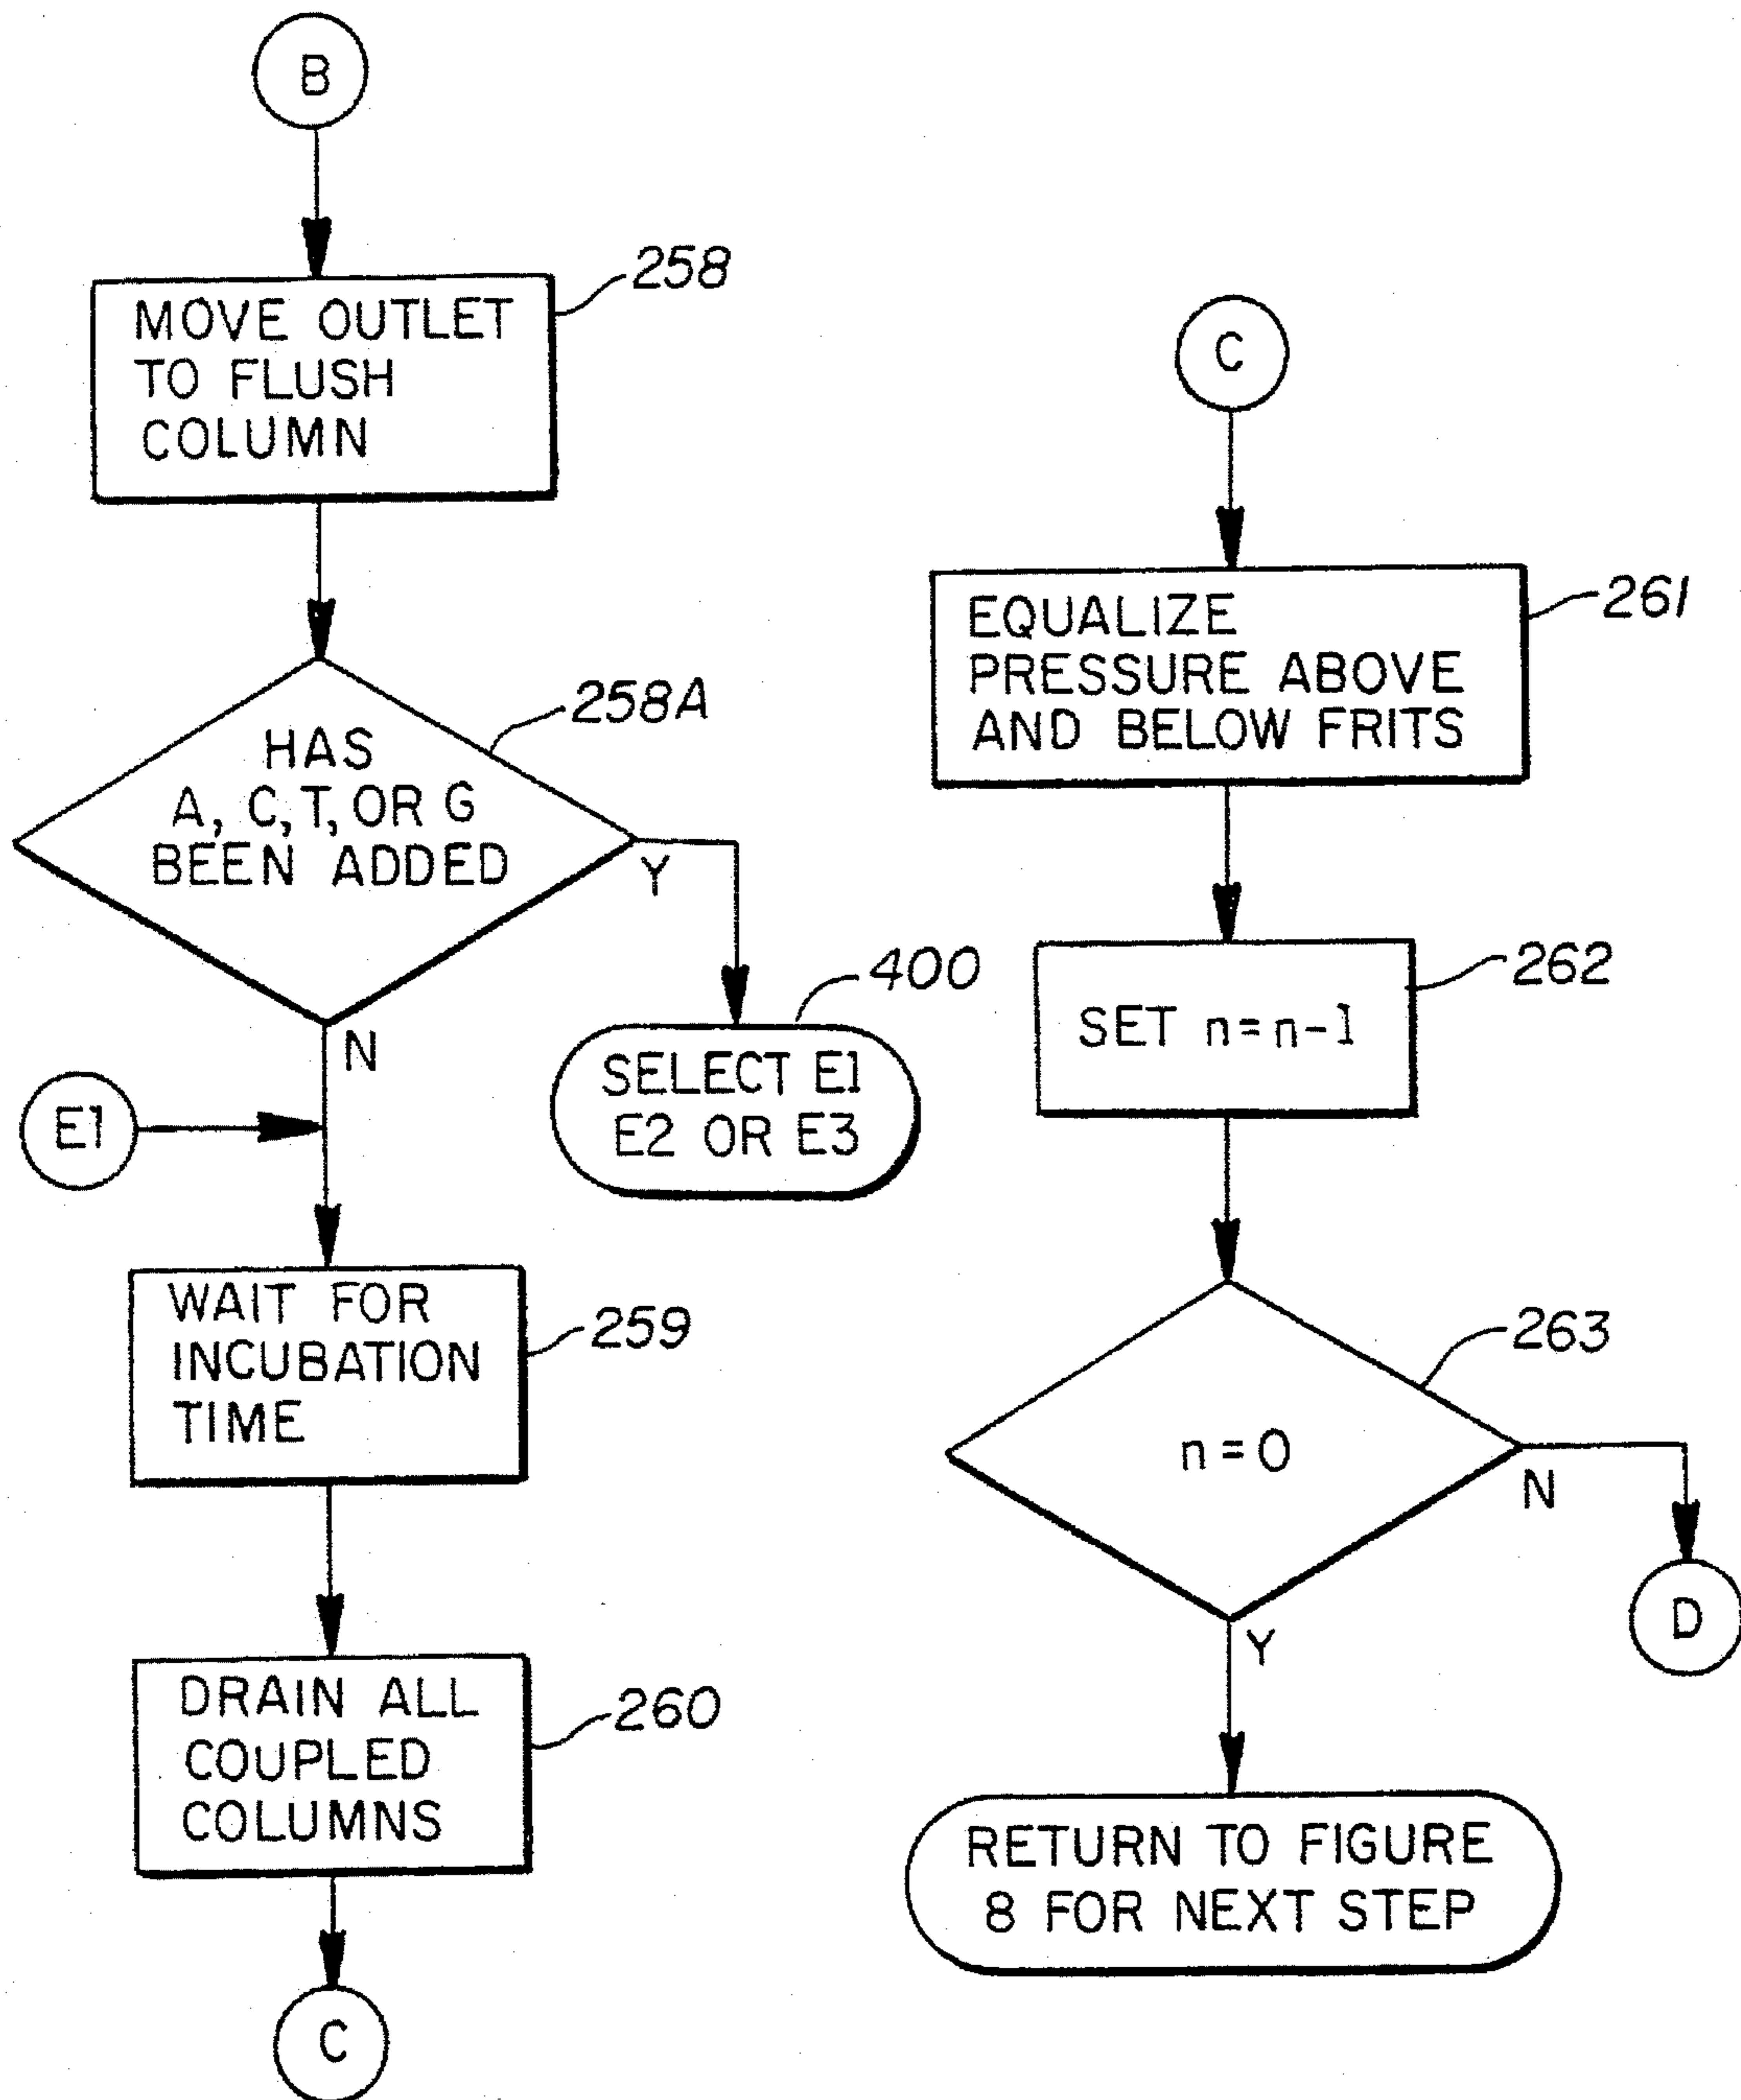 B
258
MOVE OUTLET
TO FLUSH
COLUMN
258A
HAS
A, C, T, OR G
BEEN ADDED
Y
N
400
SELECT E1
E2 OR E3
E1
259
WAIT FOR
INCUBATION
TIME
260
DRAIN ALL
COUPLED
COLUMNS
C
C
261
EQUALIZE
PRESSURE ABOVE
AND BELOW FRITS
262
SET n=n-1
263
n=0
N
D
Y
RETURN TO FIGURE
8 FOR NEXT STEP